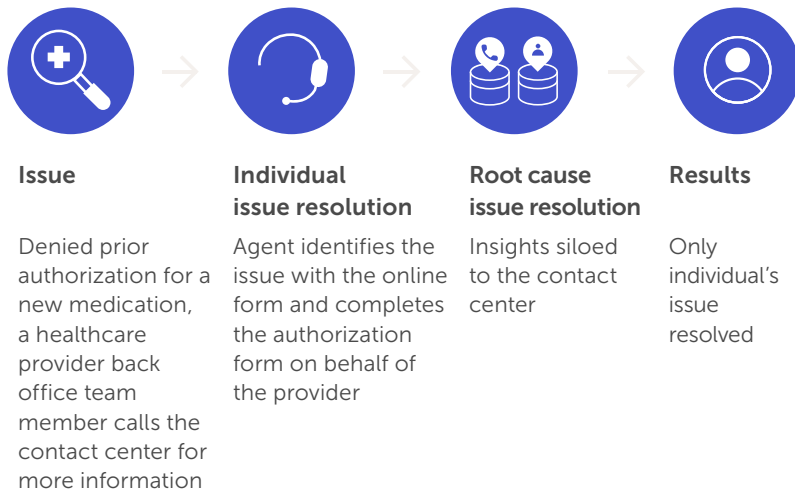 Issue
Denied prior
authorization for a
new medication,
a healthcare
provider back
office team
member calls the
contact center for
more information
Individual
issue resolution
Agent identifies the
issue with the online
form and completes
the authorization
form on behalf of
the provider
Root cause
issue resolution
Insights siloed
to the contact
center
Results
Only
individual’s
issue
resolved